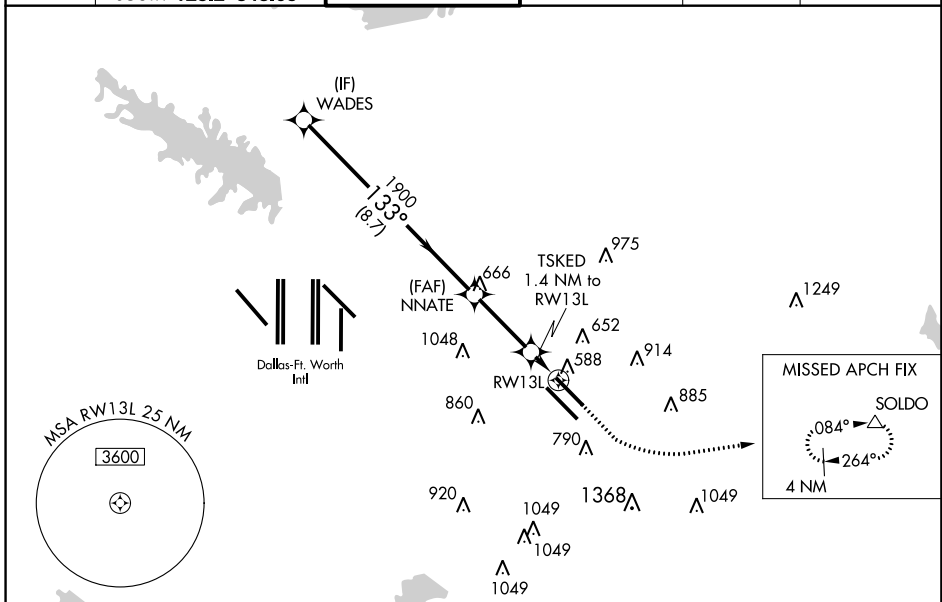 (IF)
WADES
1900
133°
(8.7)
975
TSKED
1.4 NM to
RW13L
666
(FAF)
NNATE
1249
652
1048
914
588
Dallas-Ft. Worth
Intl
RW13L
MISSED APCH FIX
885
SOLDO
860
084°
MSA RW13L 25 NM
790
3600
264°
4 NM
920
1368
1049
1049
1049
1049